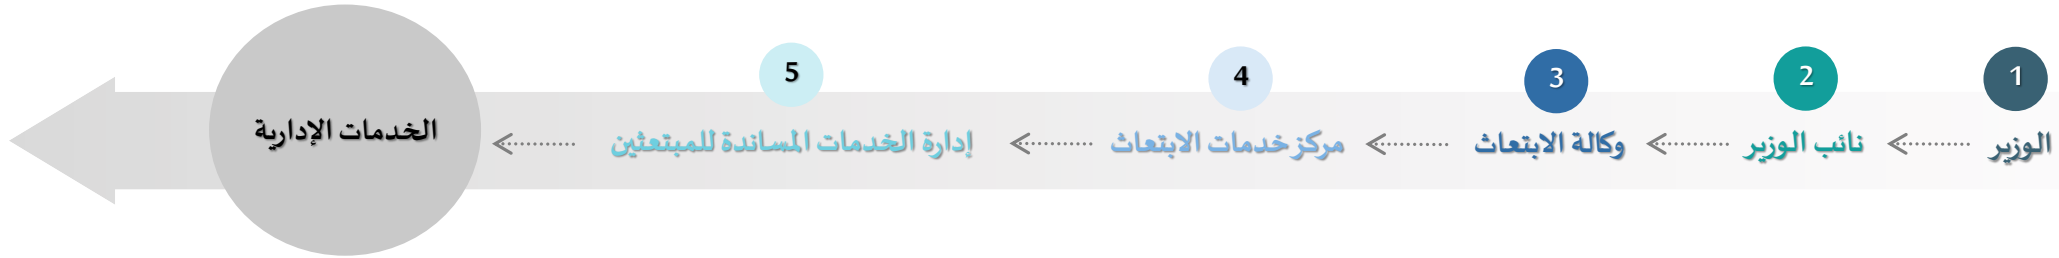 1
الوزير
2
نائب الوزير
3
وكالة الابتعاث
4
مركز خدمات الابتعاث
5
إدارة الخدمات المساندة للمبتعثين
الخدمات الإدارية